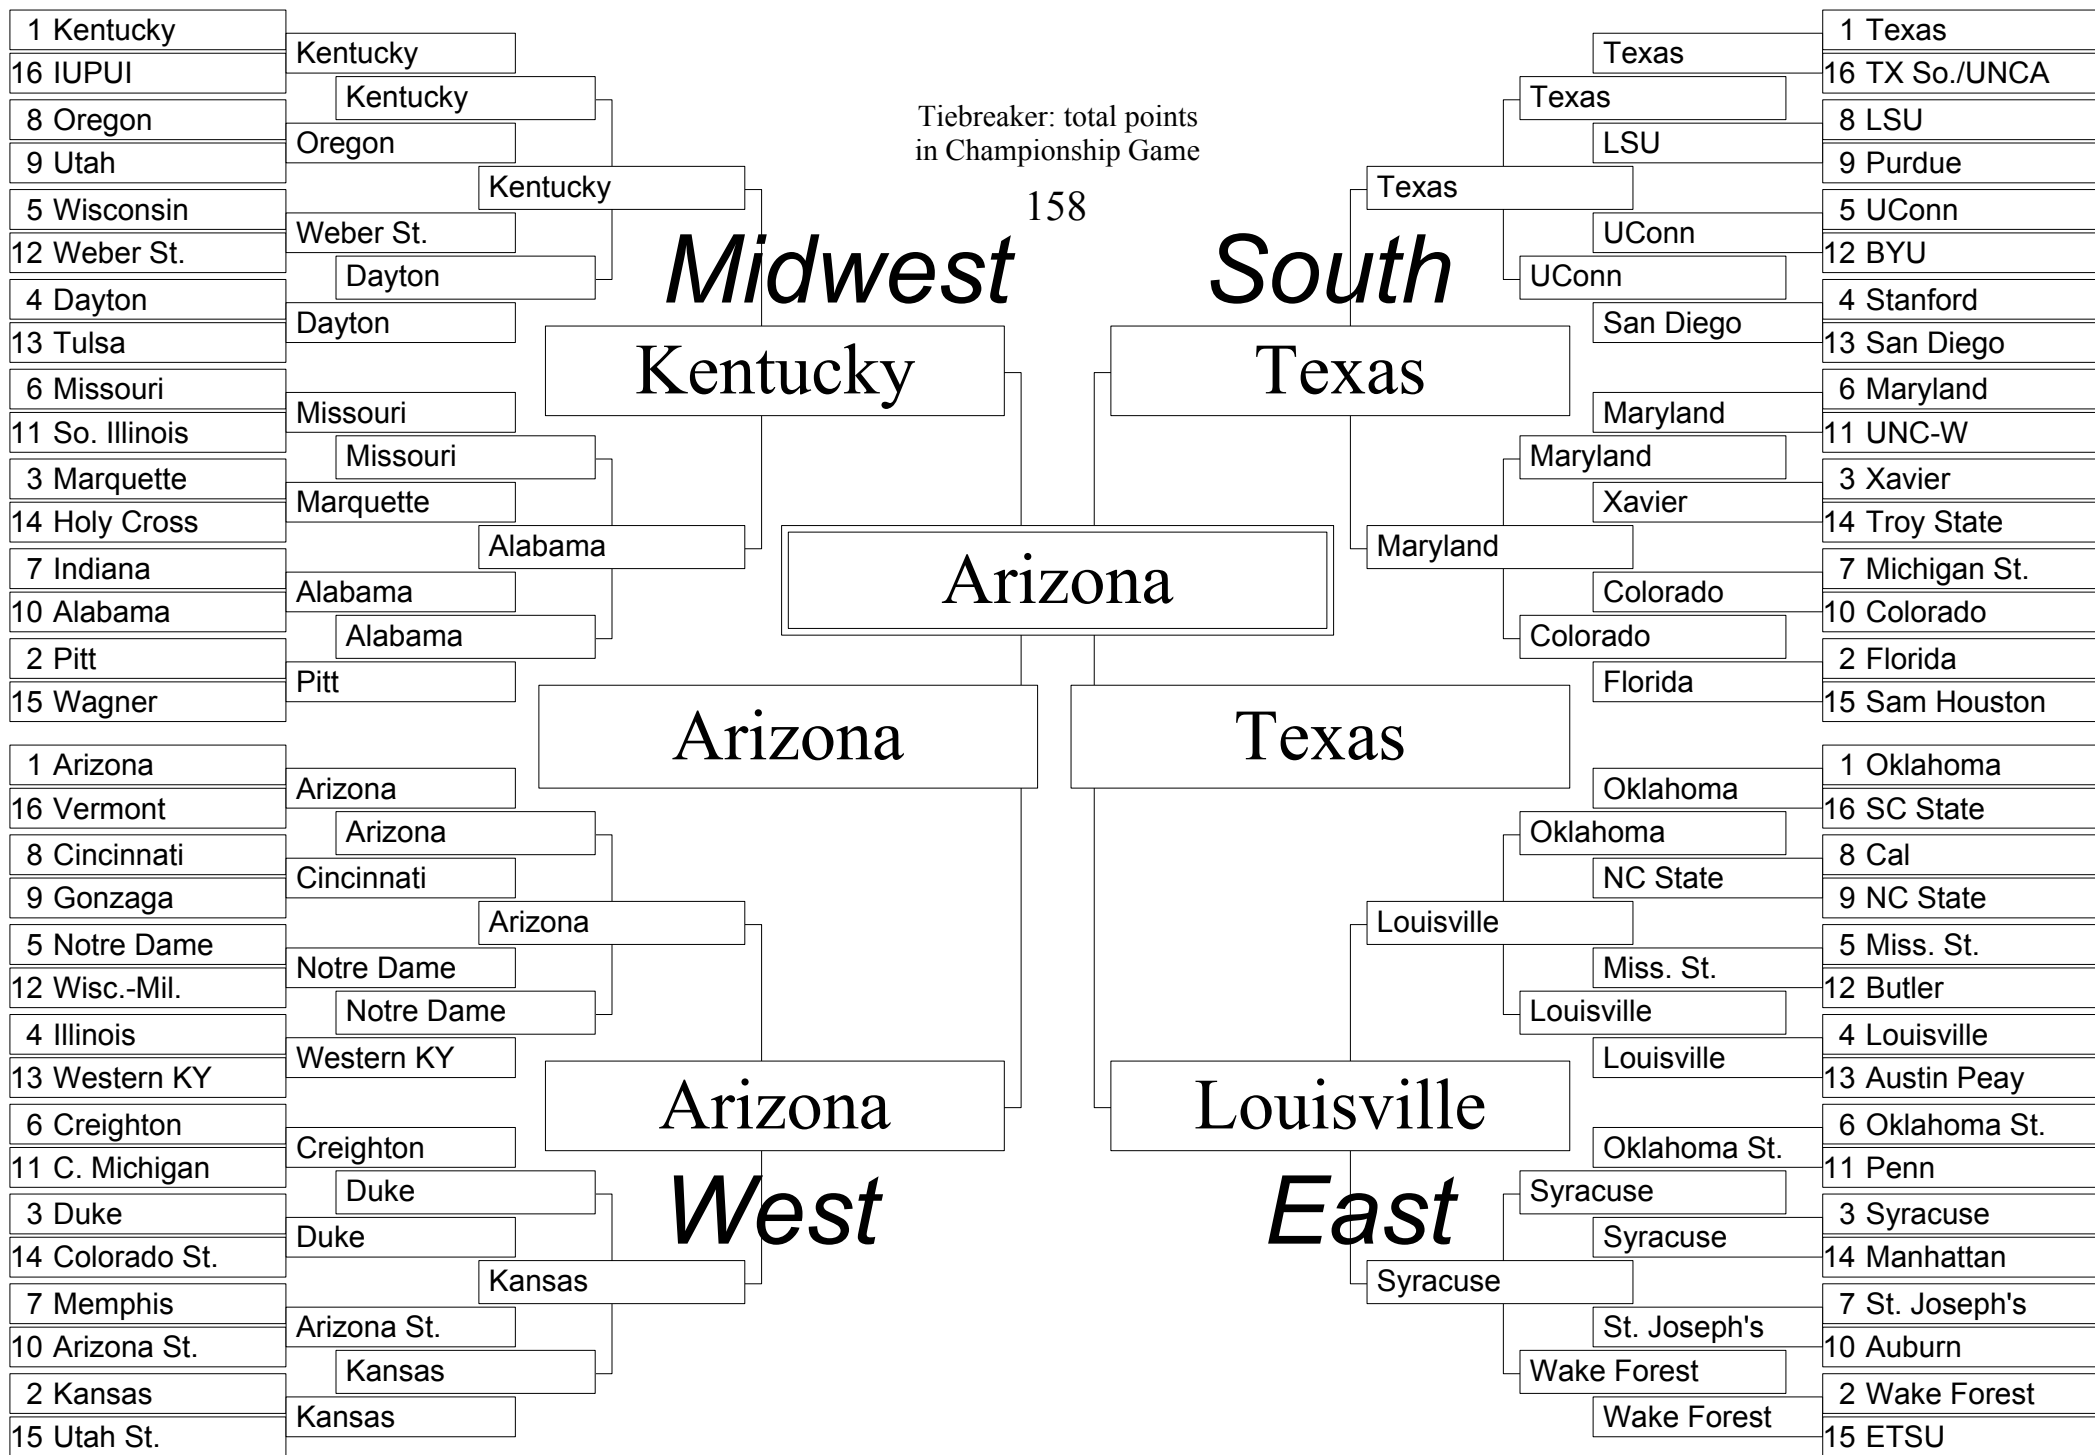 1 Kentucky
16 IUPUI
8 Oregon
9 Utah
5 Wisconsin
12 Weber St.
4 Dayton
13 Tulsa
6 Missouri
11 So. Illinois
3 Marquette
14 Holy Cross
7 Indiana
10 Alabama
2 Pitt
15 Wagner
Kentucky
Oregon
Weber St.
Dayton
Missouri
Marquette
Alabama
Pitt
Kentucky
Dayton
Missouri
Alabama
Kentucky
Alabama
Midwest
Kentucky
1 Arizona
16 Vermont
8 Cincinnati
9 Gonzaga
5 Notre Dame
12 Wisc.-Mil.
4 Illinois
13 Western KY
6 Creighton
11 C. Michigan
3 Duke
14 Colorado St.
7 Memphis
10 Arizona St.
2 Kansas
15 Utah St.
Arizona
Cincinnati
Notre Dame
Western KY
Creighton
Duke
Arizona St.
Kansas
Arizona
Notre Dame
Duke
Kansas
Arizona
Kansas
Arizona
West
Tiebreaker: total points
in Championship Game
158
Arizona
Arizona
Texas
South
Texas
Texas
Maryland
Texas
UConn
Maryland
Colorado
Texas
LSU
UConn
San Diego
Maryland
Xavier
Colorado
Florida
1 Texas
16 TX So./UNCA
8 LSU
9 Purdue
5 UConn
12 BYU
4 Stanford
13 San Diego
6 Maryland
11 UNC-W
3 Xavier
14 Troy State
7 Michigan St.
10 Colorado
2 Florida
15 Sam Houston
Louisville
East
Louisville
Syracuse
Oklahoma
Louisville
Syracuse
Wake Forest
Oklahoma
NC State
Miss. St.
Louisville
Oklahoma St.
Syracuse
St. Joseph's
Wake Forest
1 Oklahoma
16 SC State
8 Cal
9 NC State
5 Miss. St.
12 Butler
4 Louisville
13 Austin Peay
6 Oklahoma St.
11 Penn
3 Syracuse
14 Manhattan
7 St. Joseph's
10 Auburn
2 Wake Forest
15 ETSU